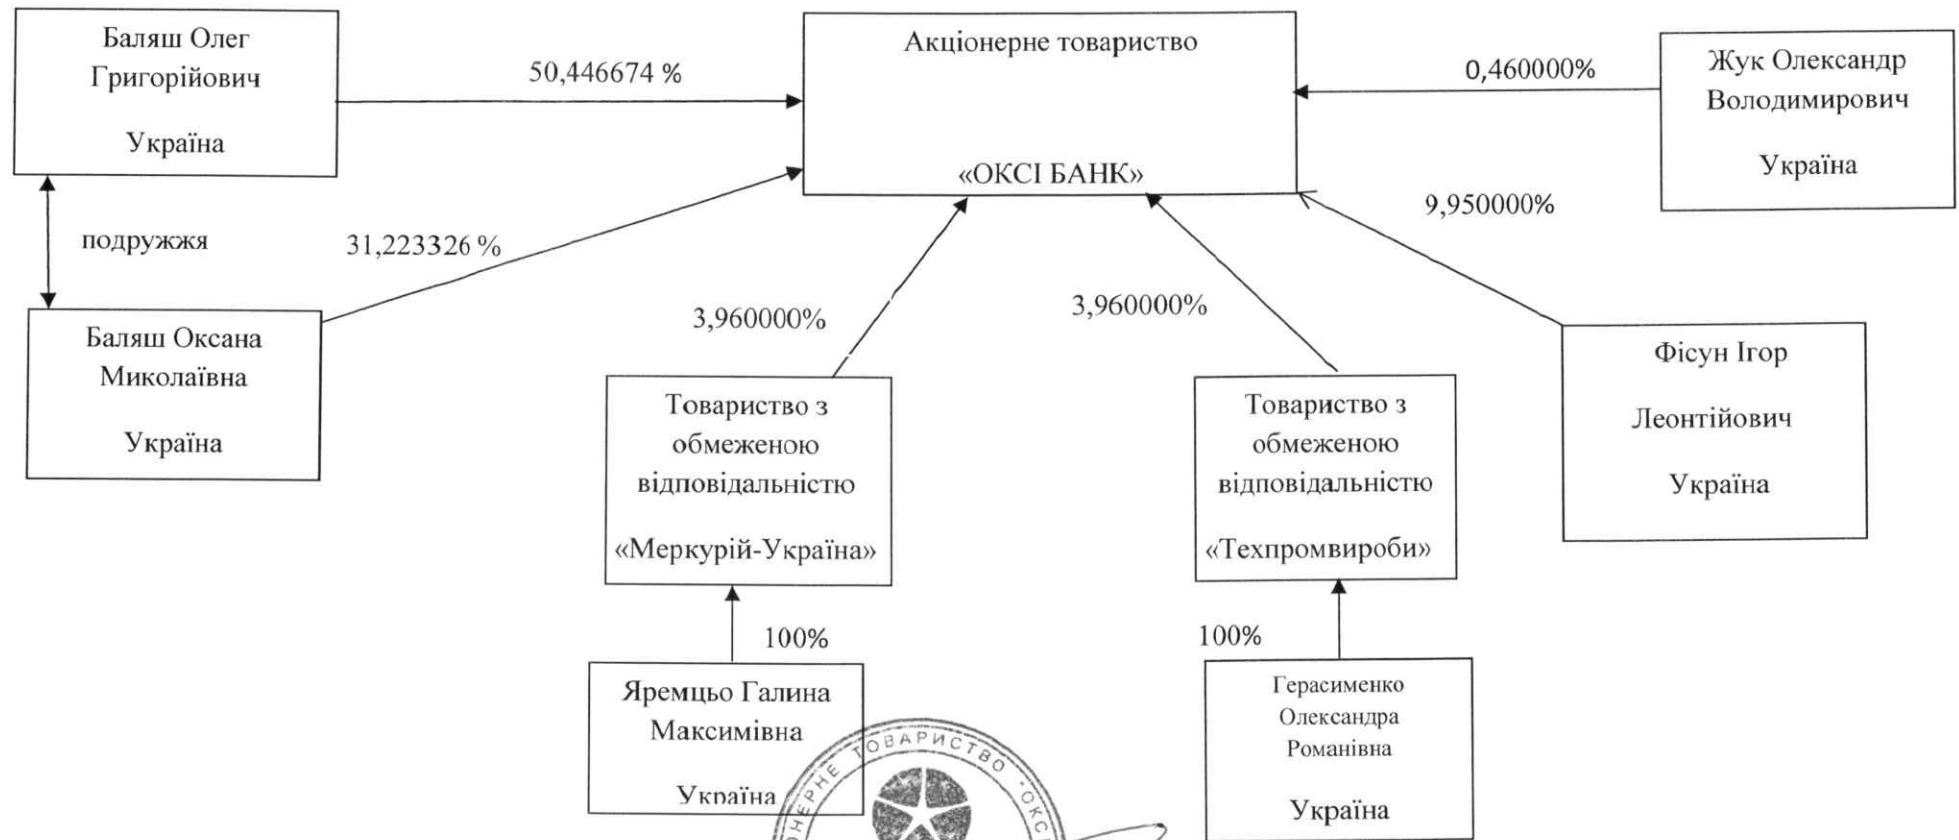 Баляш Олег
Григорійович
Україна
50,446674 %
Акціонерне товариство
«ОКСІ БАНК»
0,460000%
Жук Олександр
Володимирович
Україна
подружжя
31,223326 %
9,950000%
Баляш Оксана
Миколаївна
Україна
3,960000%
3,960000%
Фісун Ігор
Леонтійович
Україна
Товариство з
обмеженою
відповідальністю
«Меркурій-Україна»
Товариство з
обмеженою
відповідальністю
«Техпромвироби»
100%
100%
Яремцьо Галина
Максимівна
Україна
Герасименко
Олександра
Романівна
Україна
ТОВАРИСТВО